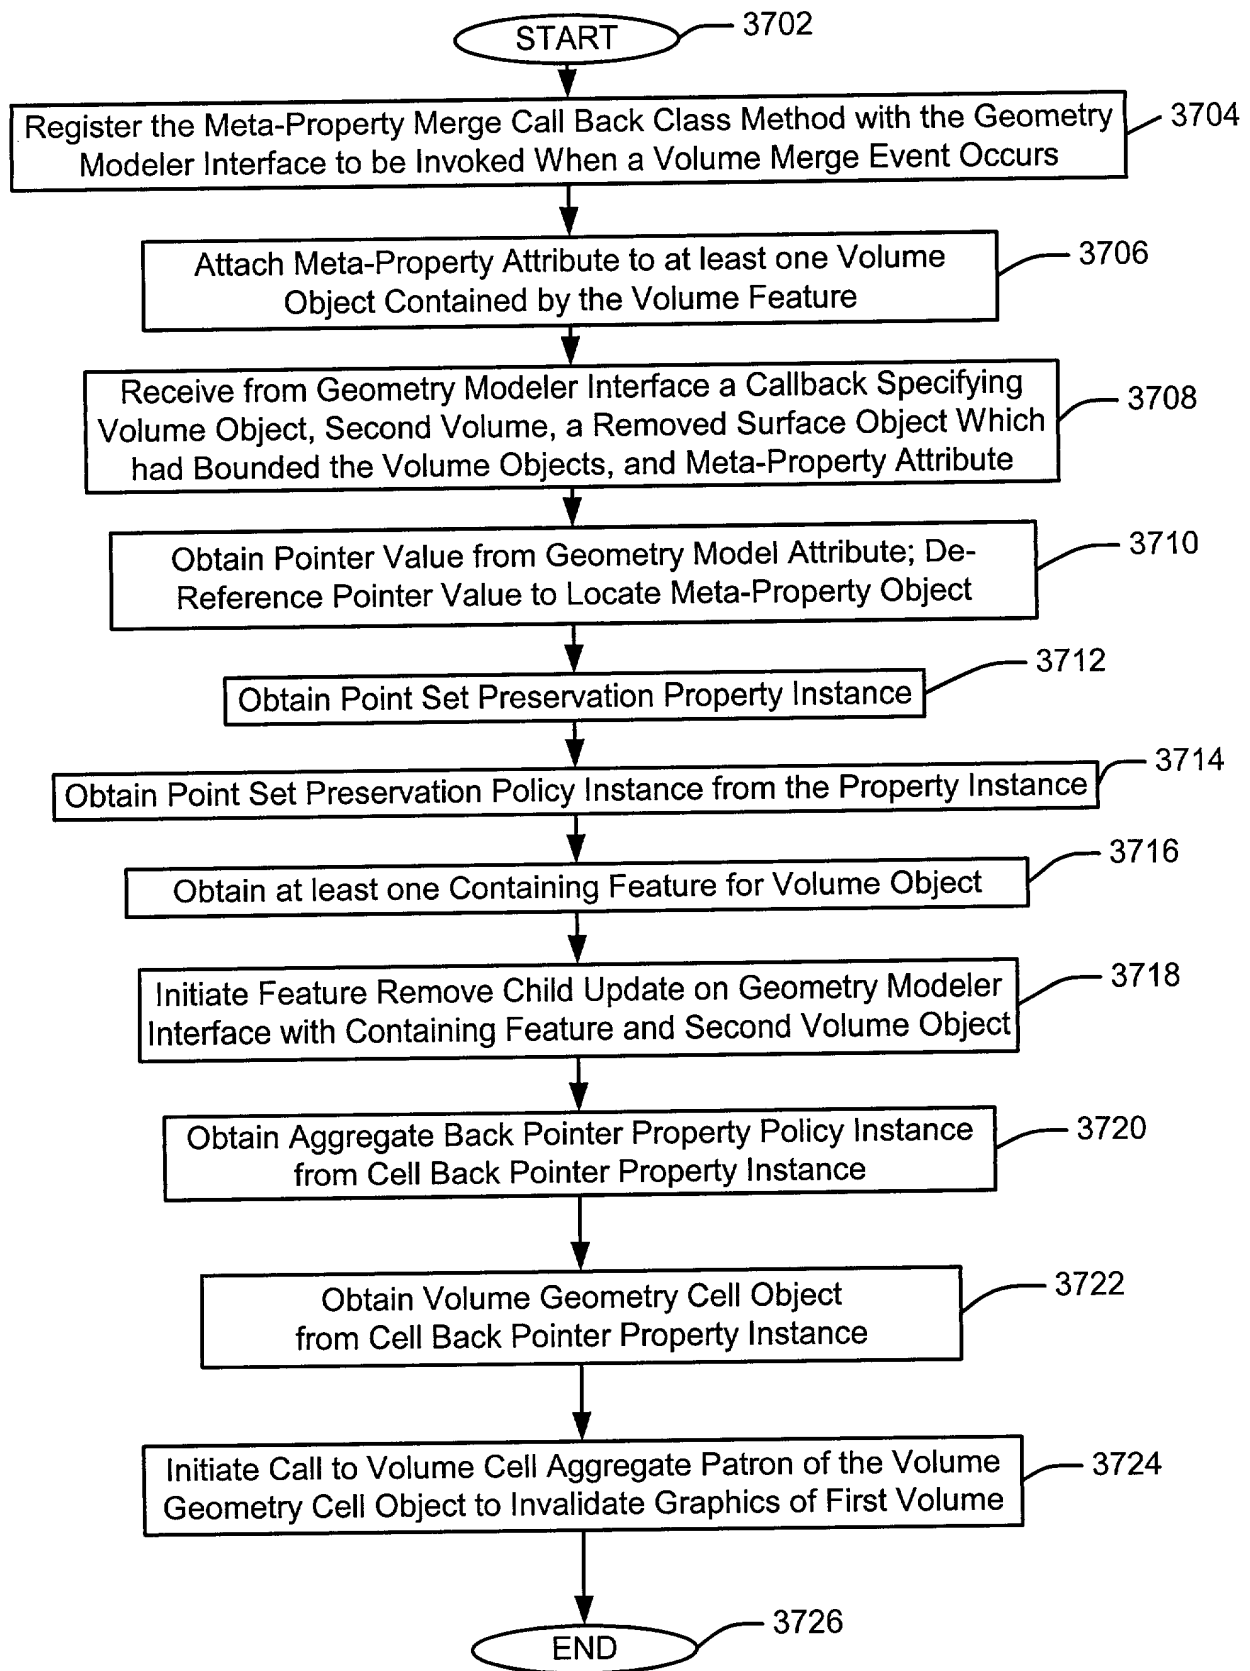 START
3702
Register the Meta-Property Merge Call Back Class Method with the Geometry
Modeler Interface to be Invoked When a Volume Merge Event Occurs
3704
Attach Meta-Property Attribute to at least one Volume
Object Contained by the Volume Feature
3706
Receive from Geometry Modeler Interface a Callback Specifying
Volume Object, Second Volume, a Removed Surface Object Which
had Bounded the Volume Objects, and Meta-Property Attribute
3708
Obtain Pointer Value from Geometry Model Attribute; De-
Reference Pointer Value to Locate Meta-Property Object
3710
Obtain Point Set Preservation Property Instance
3712
Obtain Point Set Preservation Policy Instance from the Property Instance
3714
Obtain at least one Containing Feature for Volume Object
3716
Initiate Feature Remove Child Update on Geometry Modeler
Interface with Containing Feature and Second Volume Object
3718
Obtain Aggregate Back Pointer Property Policy Instance
from Cell Back Pointer Property Instance
3720
Obtain Volume Geometry Cell Object
from Cell Back Pointer Property Instance
3722
Initiate Call to Volume Cell Aggregate Patron of the Volume
Geometry Cell Object to Invalidate Graphics of First Volume
3724
END
3726